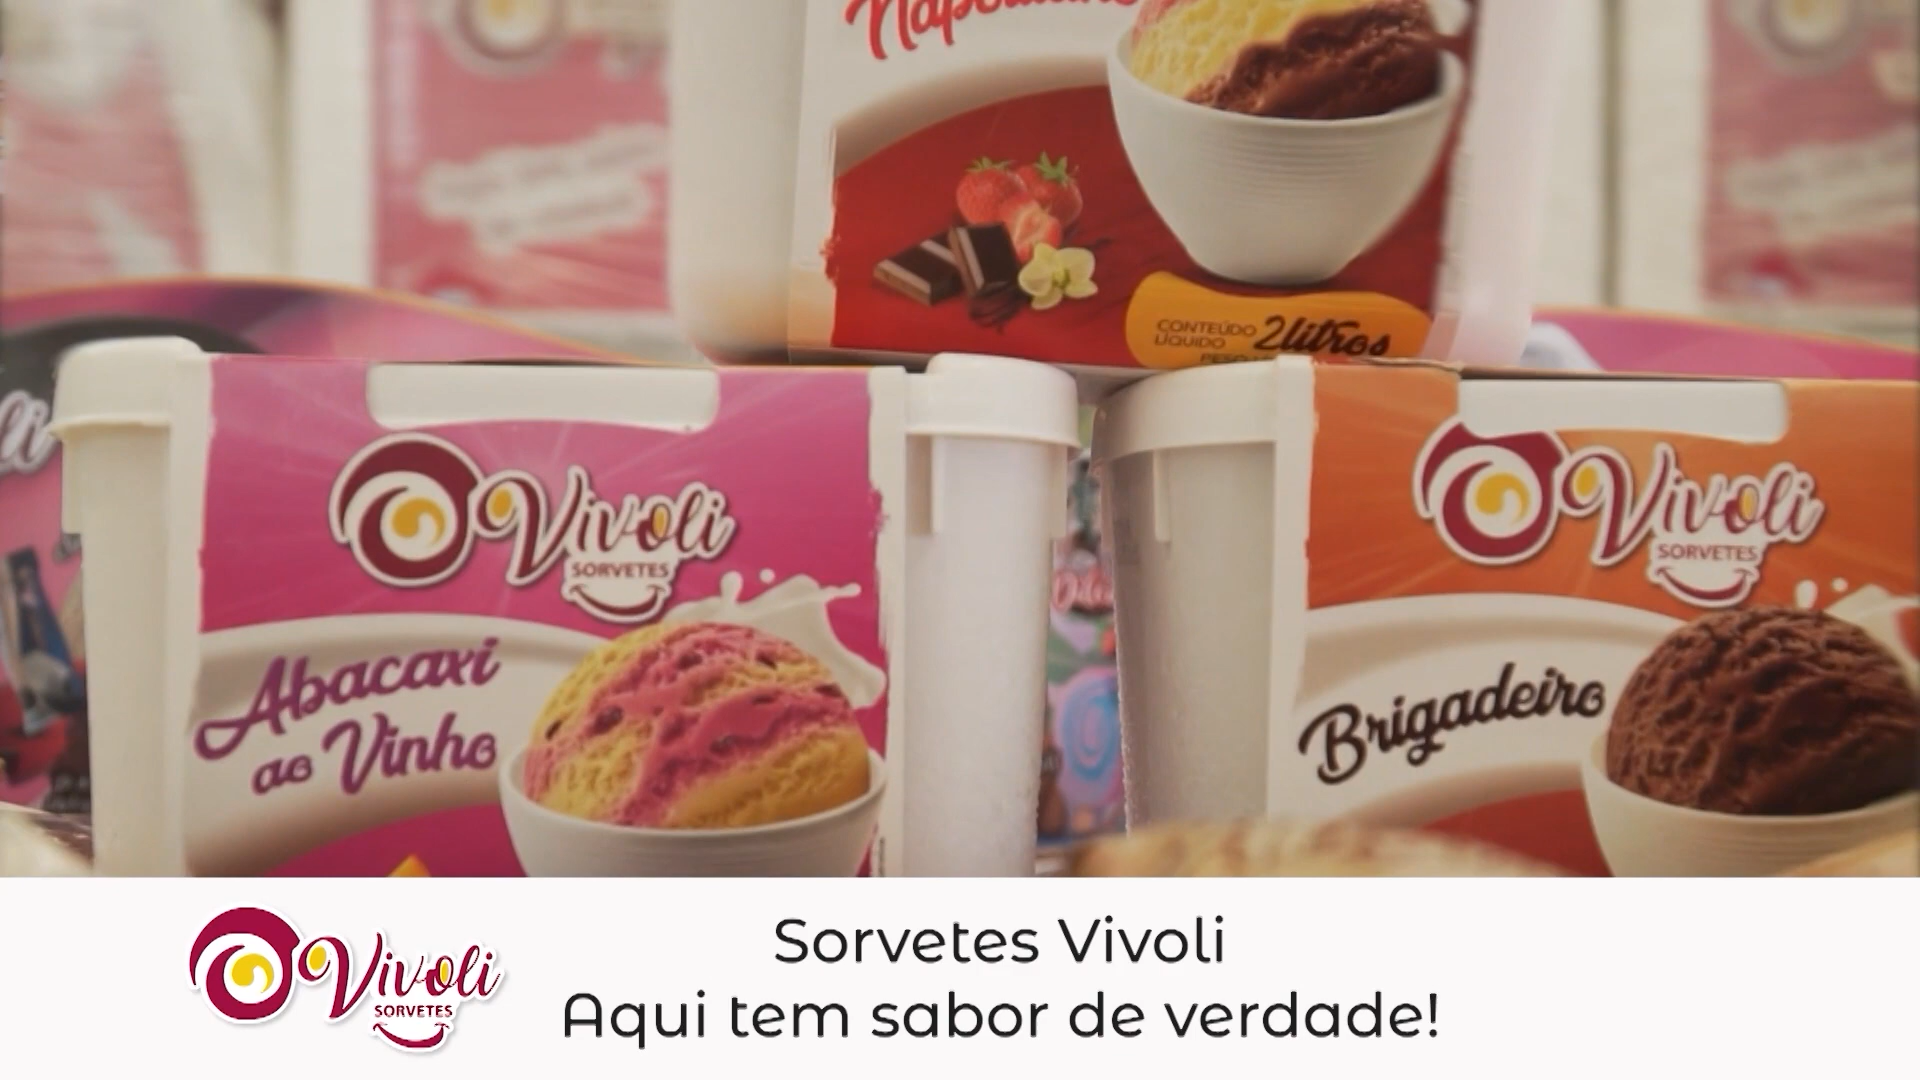 CONTEÚDO
LÍQUIDO
2litros
Vivoli
SORVETES
Abacaxi
ao Vinho
Vivoli
SORVETES
Brigadeiro
Vivoli
SORVETES
Sorvetes Vivoli
Aqui tem sabor de verdade!